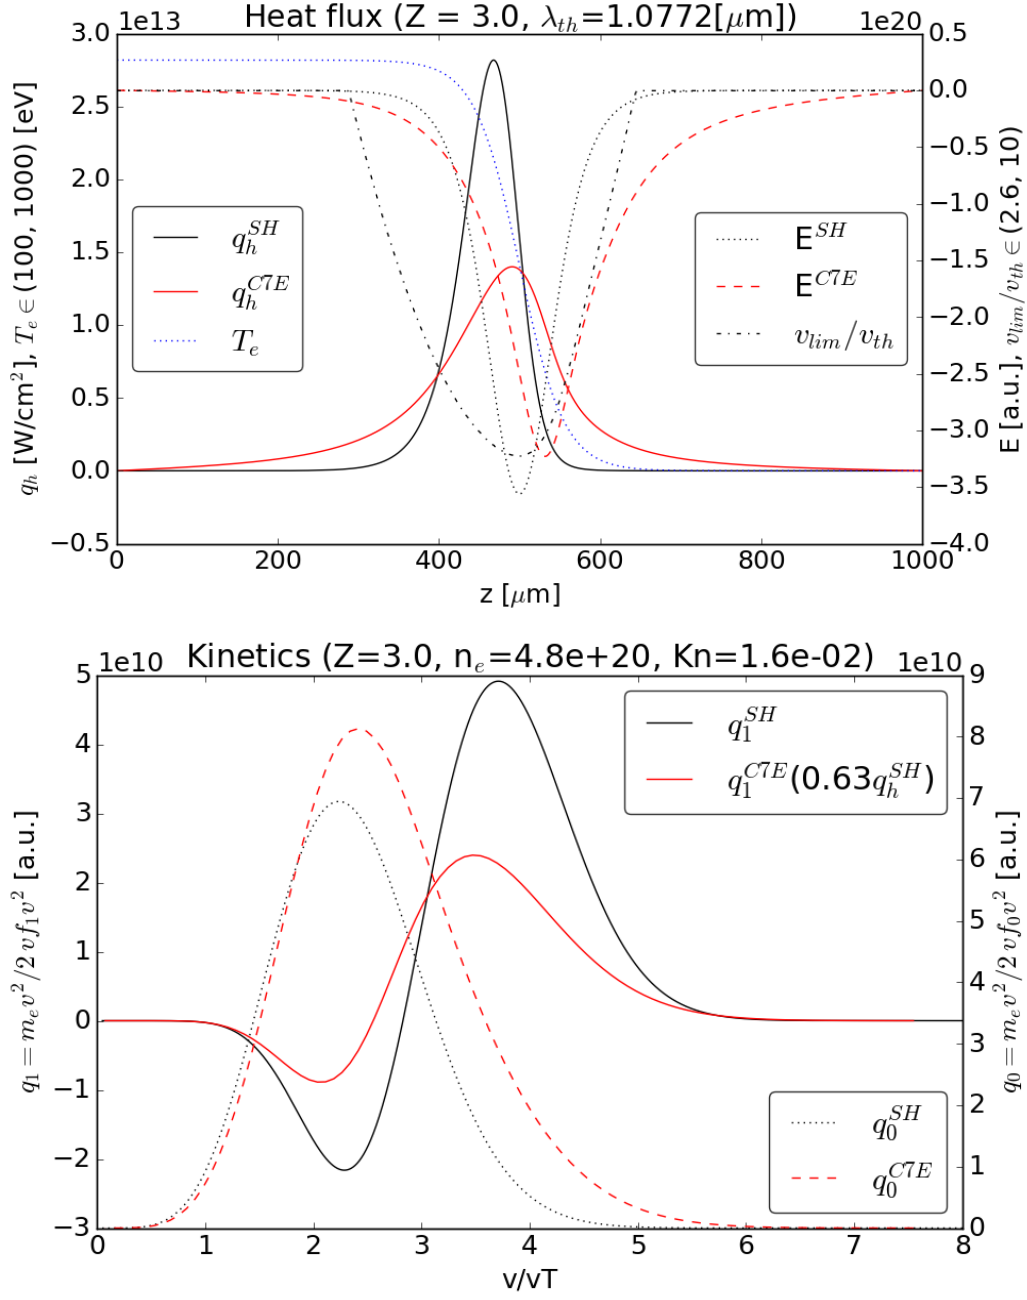 Heat flux (Z = 3.0, λ_th=1.0772[μm])
1e13
1e20
3.0
2.5
2.0
1.5
1.0
0.5
0.0
−0.5
q_h [W/cm²], T_e ∈ (100, 1000) [eV]
q_h^SH
q_h^C7E
T_e
E^SH
E^C7E
v_lim/v_th
0.5
0.0
−0.5
−1.0
−1.5
−2.0
−2.5
−3.0
−3.5
−4.0
E [a.u.], v_lim/v_th ∈ (2.6, 10)
0 200 400 600 800 1000
z [μm]
Kinetics (Z=3.0, n_e=4.8e+20, Kn=1.6e-02)
1e10
1e10
5
4
3
2
1
0
−1
−2
−3
q_1 = m_e v²/2 v f_1 v² [a.u.]
q_1^SH
q_1^C7E(0.63q_h^SH)
q_0^SH
q_0^C7E
9
8
7
6
5
4
3
2
1
0
q_0 = m_e v²/2 v f_0 v² [a.u.]
0 1 2 3 4 5 6 7 8
v/vT